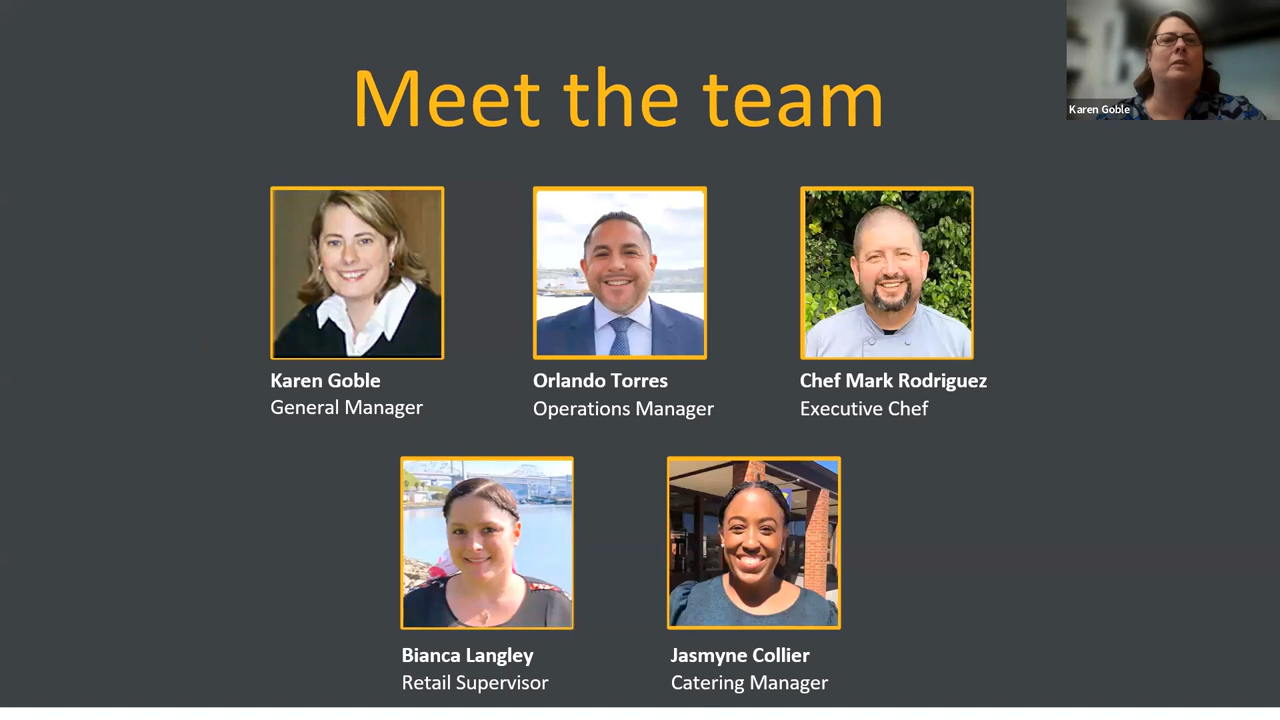 Meet the team
Karen Goble
Karen Goble
General Manager
Orlando Torres
Operations Manager
Chef Mark Rodriguez
Executive Chef
Bianca Langley
Retail Supervisor
Jasmyne Collier
Catering Manager